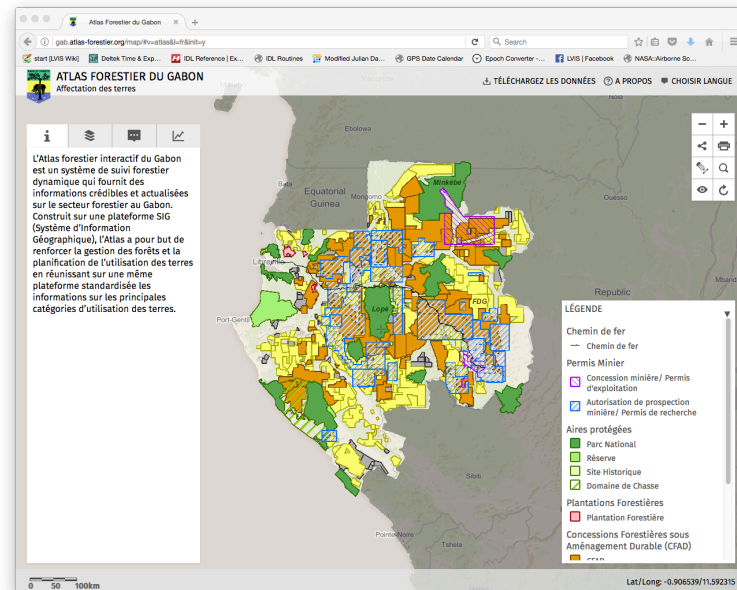 Atlas Forestier du Gabon
gab.atlas-forestier.org/map/#v=atlas&l=fr&init=y
Search
start [LVIS Wiki]
Deltek Time & Exp...
IDL Reference | Ex...
IDL Routines
Modified Julian Da...
GPS Date Calendar
Epoch Converter -...
LVIS | Facebook
NASA::Airborne Sc...
ATLAS FORESTIER DU GABON
Affectation des terres
TÉLÉCHARGEZ LES DONNÉES
A PROPOS
CHOISIR LANGUE
L'Atlas forestier interactif du Gabon
est un système de suivi forestier
dynamique qui fournit des
informations crédibles et actualisées
sur le secteur forestier au Gabon.
Construit sur une plateforme SIG
(Système d'Information
Géographique), l'Atlas a pour but de
renforcer la gestion des forêts et la
planification de l'utilisation des terres
en réunissant sur une même
plateforme standardisée les
informations sur les principales
catégories d'utilisation des terres.
Nola
Ebolowa
Bata
Equatorial
Guinea
Mongomo
Minkébé
Ouesso
Libreville
Mband
Republic
Port-Gentil
Lopé
FDG
Sibiti
Pointe-Noire
Tshela
LÉGENDE
Chemin de fer
Chemin de fer
Permis Minier
Concession minière/ Permis
d'exploitation
Autorisation de prospection
minière/ Permis de recherche
Aires protégées
Parc National
Réserve
Site Historique
Domaine de Chasse
Plantations Forestières
Plantation Forestière
Concessions Forestières sous
Aménagement Durable (CFAD)
CFAD
0 50 100km
Lat/Long: -0.906539/11.592315